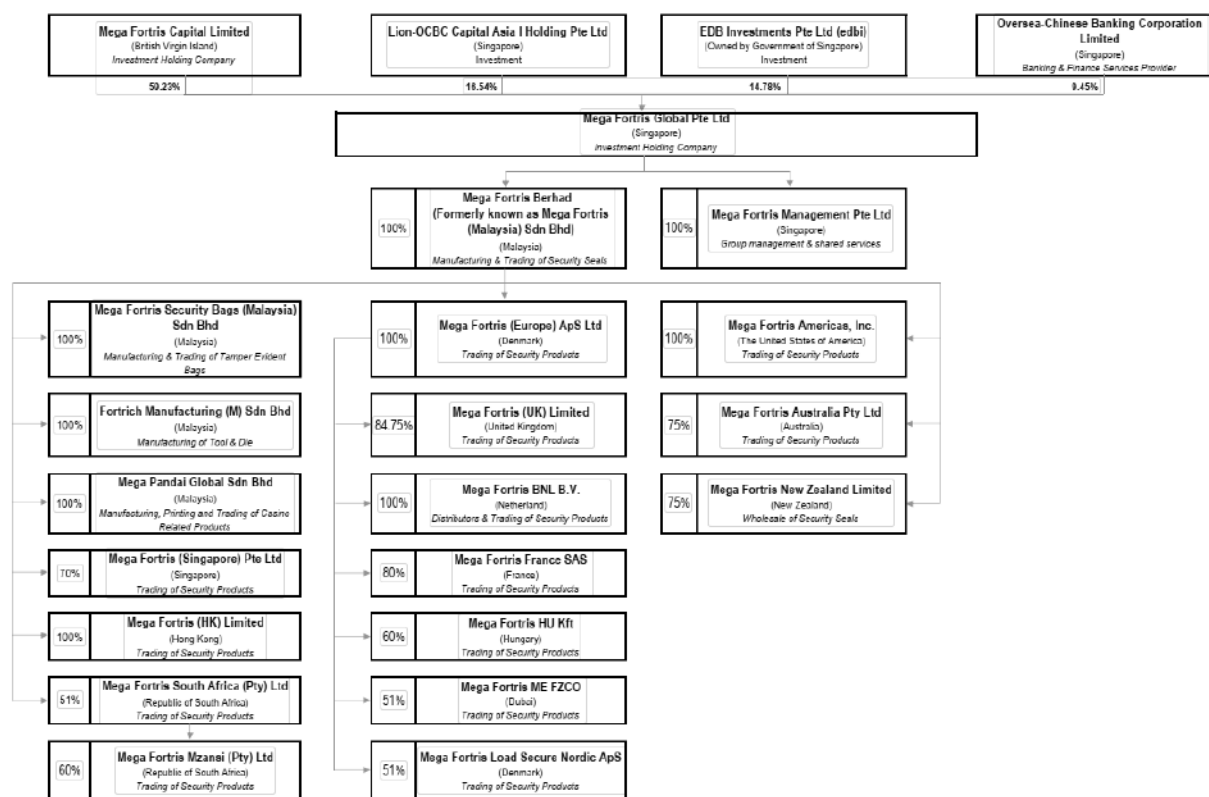 Mega Fortris Capital Limited
(British Virgin Island)
Investment Holding Company
59.23%
Lion-OCBC Capital Asia I Holding Pte Ltd
(Singapore)
Investment
16.54%
EDB Investments Pte Ltd (edbi)
(Owned by Government of Singapore)
Investment
14.78%
Oversea-Chinese Banking Corporation
Limited
(Singapore)
Banking & Finance Services Provider
9.45%
Mega Fortris Global Pte Ltd
(Singapore)
Investment Holding Company
100%
Mega Fortris Berhad
(Formerly known as Mega Fortris
(Malaysia) Sdn Bhd)
(Malaysia)
Manufacturing & Trading of Security Seals
100%
Mega Fortris Management Pte Ltd
(Singapore)
Group management & shared services
100%
Mega Fortris Security Bags (Malaysia)
Sdn Bhd
(Malaysia)
Manufacturing & Trading of Tamper Evident
Bags
100%
Fortrich Manufacturing (M) Sdn Bhd
(Malaysia)
Manufacturing of Tool & Die
100%
Mega Pandai Global Sdn Bhd
(Malaysia)
Manufacturing, Printing and Trading of Casino
Related Products
70%
Mega Fortris (Singapore) Pte Ltd
(Singapore)
Trading of Security Products
100%
Mega Fortris (HK) Limited
(Hong Kong)
Trading of Security Products
51%
Mega Fortris South Africa (Pty) Ltd
(Republic of South Africa)
Trading of Security Products
60%
Mega Fortris Mzansi (Pty) Ltd
(Republic of South Africa)
Trading of Security Products
100%
Mega Fortris (Europe) ApS Ltd
(Denmark)
Trading of Security Products
84.75%
Mega Fortris (UK) Limited
(United Kingdom)
Trading of Security Products
100%
Mega Fortris BNL B.V.
(Netherland)
Distributors & Trading of Security Products
80%
Mega Fortris France SAS
(France)
Trading of Security Products
60%
Mega Fortris HU Kft
(Hungary)
Trading of Security Products
51%
Mega Fortris ME FZCO
(Dubai)
Trading of Security Products
51%
Mega Fortris Load Secure Nordic ApS
(Denmark)
Trading of Security Products
100%
Mega Fortris Americas, Inc.
(The United States of America)
Trading of Security Products
75%
Mega Fortris Australia Pty Ltd
(Australia)
Trading of Security Products
75%
Mega Fortris New Zealand Limited
(New Zealand)
Wholesale of Security Seals